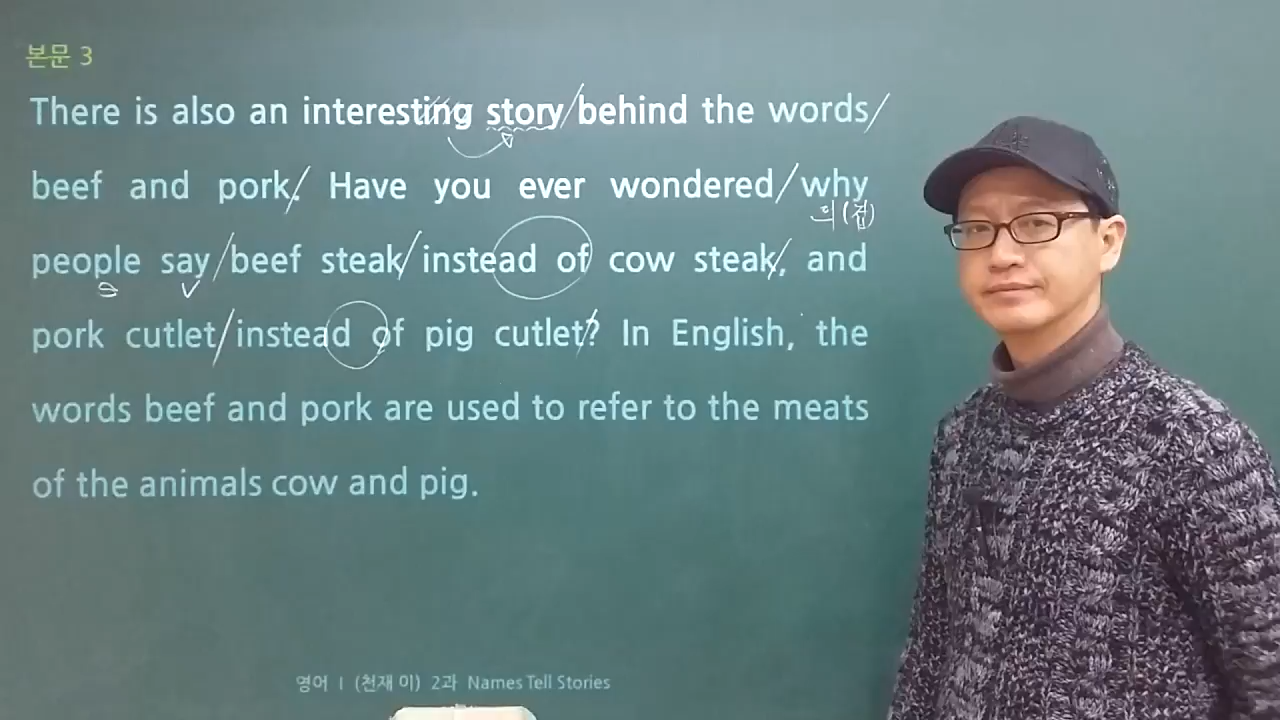 본문 3
There is also an interesting story behind the words
beef and pork. Have you ever wondered why
의(접)
people say beef steak instead of cow steak, and
S V
pork cutlet instead of pig cutlet? In English, the
words beef and pork are used to refer to the meats
of the animals cow and pig.
영어 I (천재 이) 2과 Names Tell Stories